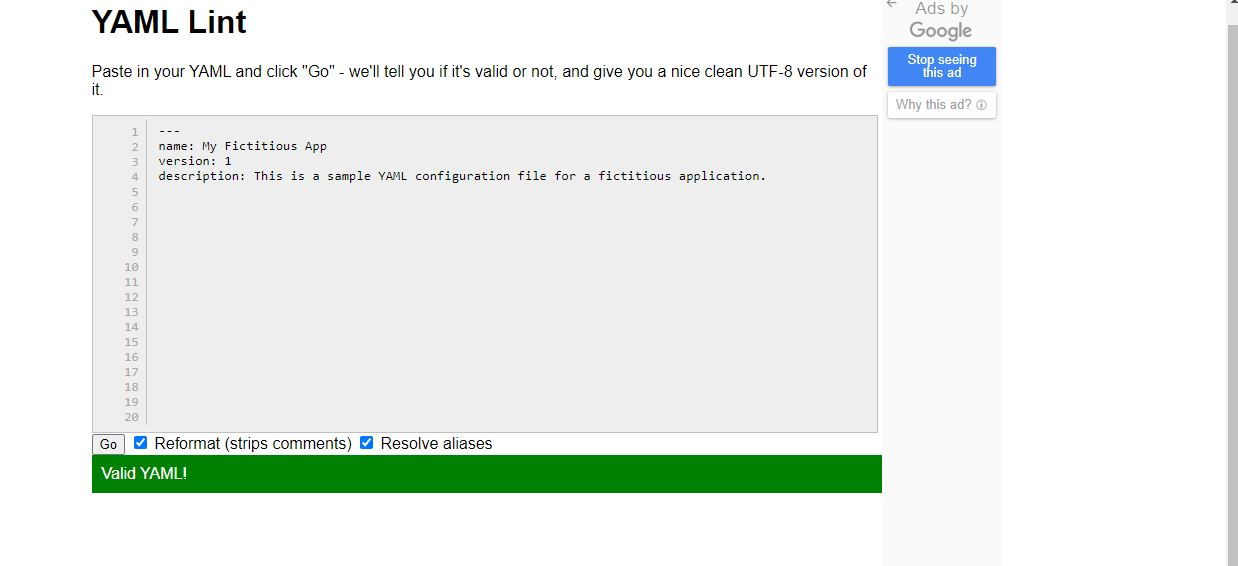 YAML Lint
Paste in your YAML and click "Go" - we'll tell you if it's valid or not, and give you a nice clean UTF-8 version of
it.
1 ---
2 name: My Fictitious App
3 version: 1
4 description: This is a sample YAML configuration file for a fictitious application.
5
6
7
8
9
10
11
12
13
14
15
16
17
18
19
20
Go Reformat (strips comments) Resolve aliases
Valid YAML!
Ads by
Google
Stop seeing
this ad
Why this ad?